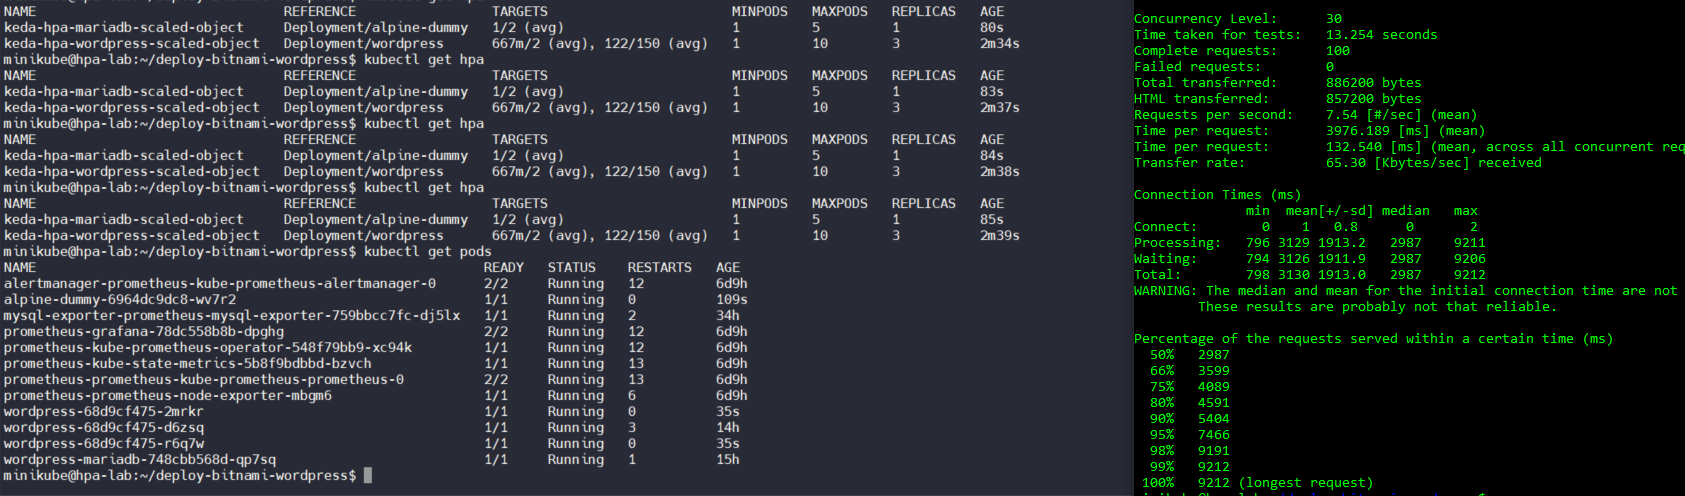 NAME REFERENCE TARGETS MINPODS MAXPODS REPLICAS AGE
keda-hpa-mariadb-scaled-object Deployment/alpine-dummy 1/2 (avg) 1 5 1 80s
keda-hpa-wordpress-scaled-object Deployment/wordpress 667m/2 (avg), 122/150 (avg) 1 10 3 2m34s
minikube@hpa-lab:~/deploy-bitnami-wordpress$ kubectl get hpa
NAME REFERENCE TARGETS MINPODS MAXPODS REPLICAS AGE
keda-hpa-mariadb-scaled-object Deployment/alpine-dummy 1/2 (avg) 1 5 1 83s
keda-hpa-wordpress-scaled-object Deployment/wordpress 667m/2 (avg), 122/150 (avg) 1 10 3 2m37s
minikube@hpa-lab:~/deploy-bitnami-wordpress$ kubectl get hpa
NAME REFERENCE TARGETS MINPODS MAXPODS REPLICAS AGE
keda-hpa-mariadb-scaled-object Deployment/alpine-dummy 1/2 (avg) 1 5 1 84s
keda-hpa-wordpress-scaled-object Deployment/wordpress 667m/2 (avg), 122/150 (avg) 1 10 3 2m38s
minikube@hpa-lab:~/deploy-bitnami-wordpress$ kubectl get hpa
NAME REFERENCE TARGETS MINPODS MAXPODS REPLICAS AGE
keda-hpa-mariadb-scaled-object Deployment/alpine-dummy 1/2 (avg) 1 5 1 85s
keda-hpa-wordpress-scaled-object Deployment/wordpress 667m/2 (avg), 122/150 (avg) 1 10 3 2m39s
minikube@hpa-lab:~/deploy-bitnami-wordpress$ kubectl get pods
NAME READY STATUS RESTARTS AGE
alertmanager-prometheus-kube-prometheus-alertmanager-0 2/2 Running 12 6d9h
alpine-dummy-6964dc9dc8-wv7r2 1/1 Running 0 109s
mysql-exporter-prometheus-mysql-exporter-759bbcc7fc-dj5lx 1/1 Running 2 34h
prometheus-grafana-78dc558b8b-dpghg 2/2 Running 12 6d9h
prometheus-kube-prometheus-operator-548f79bb9-xc94k 1/1 Running 12 6d9h
prometheus-kube-state-metrics-5b8f9bdbbd-bzvch 1/1 Running 13 6d9h
prometheus-prometheus-kube-prometheus-prometheus-0 2/2 Running 13 6d9h
prometheus-prometheus-node-exporter-mbgm6 1/1 Running 6 6d9h
wordpress-68d9cf475-2mrkr 1/1 Running 0 35s
wordpress-68d9cf475-d6zsq 1/1 Running 3 14h
wordpress-68d9cf475-r6q7w 1/1 Running 0 35s
wordpress-mariadb-748cbb568d-qp7sq 1/1 Running 1 15h
minikube@hpa-lab:~/deploy-bitnami-wordpress$
Concurrency Level: 30
Time taken for tests: 13.254 seconds
Complete requests: 100
Failed requests: 0
Total transferred: 886200 bytes
HTML transferred: 857200 bytes
Requests per second: 7.54 [#/sec] (mean)
Time per request: 3976.189 [ms] (mean)
Time per request: 132.540 [ms] (mean, across all concurrent req
Transfer rate: 65.30 [Kbytes/sec] received
Connection Times (ms)
min mean[+/-sd] median max
Connect: 0 1 0.8 0 2
Processing: 796 3129 1913.2 2987 9211
Waiting: 794 3126 1911.9 2987 9206
Total: 798 3130 1913.0 2987 9212
WARNING: The median and mean for the initial connection time are not
These results are probably not that reliable.
Percentage of the requests served within a certain time (ms)
50% 2987
66% 3599
75% 4089
80% 4591
90% 5404
95% 7466
98% 9191
99% 9212
100% 9212 (longest request)